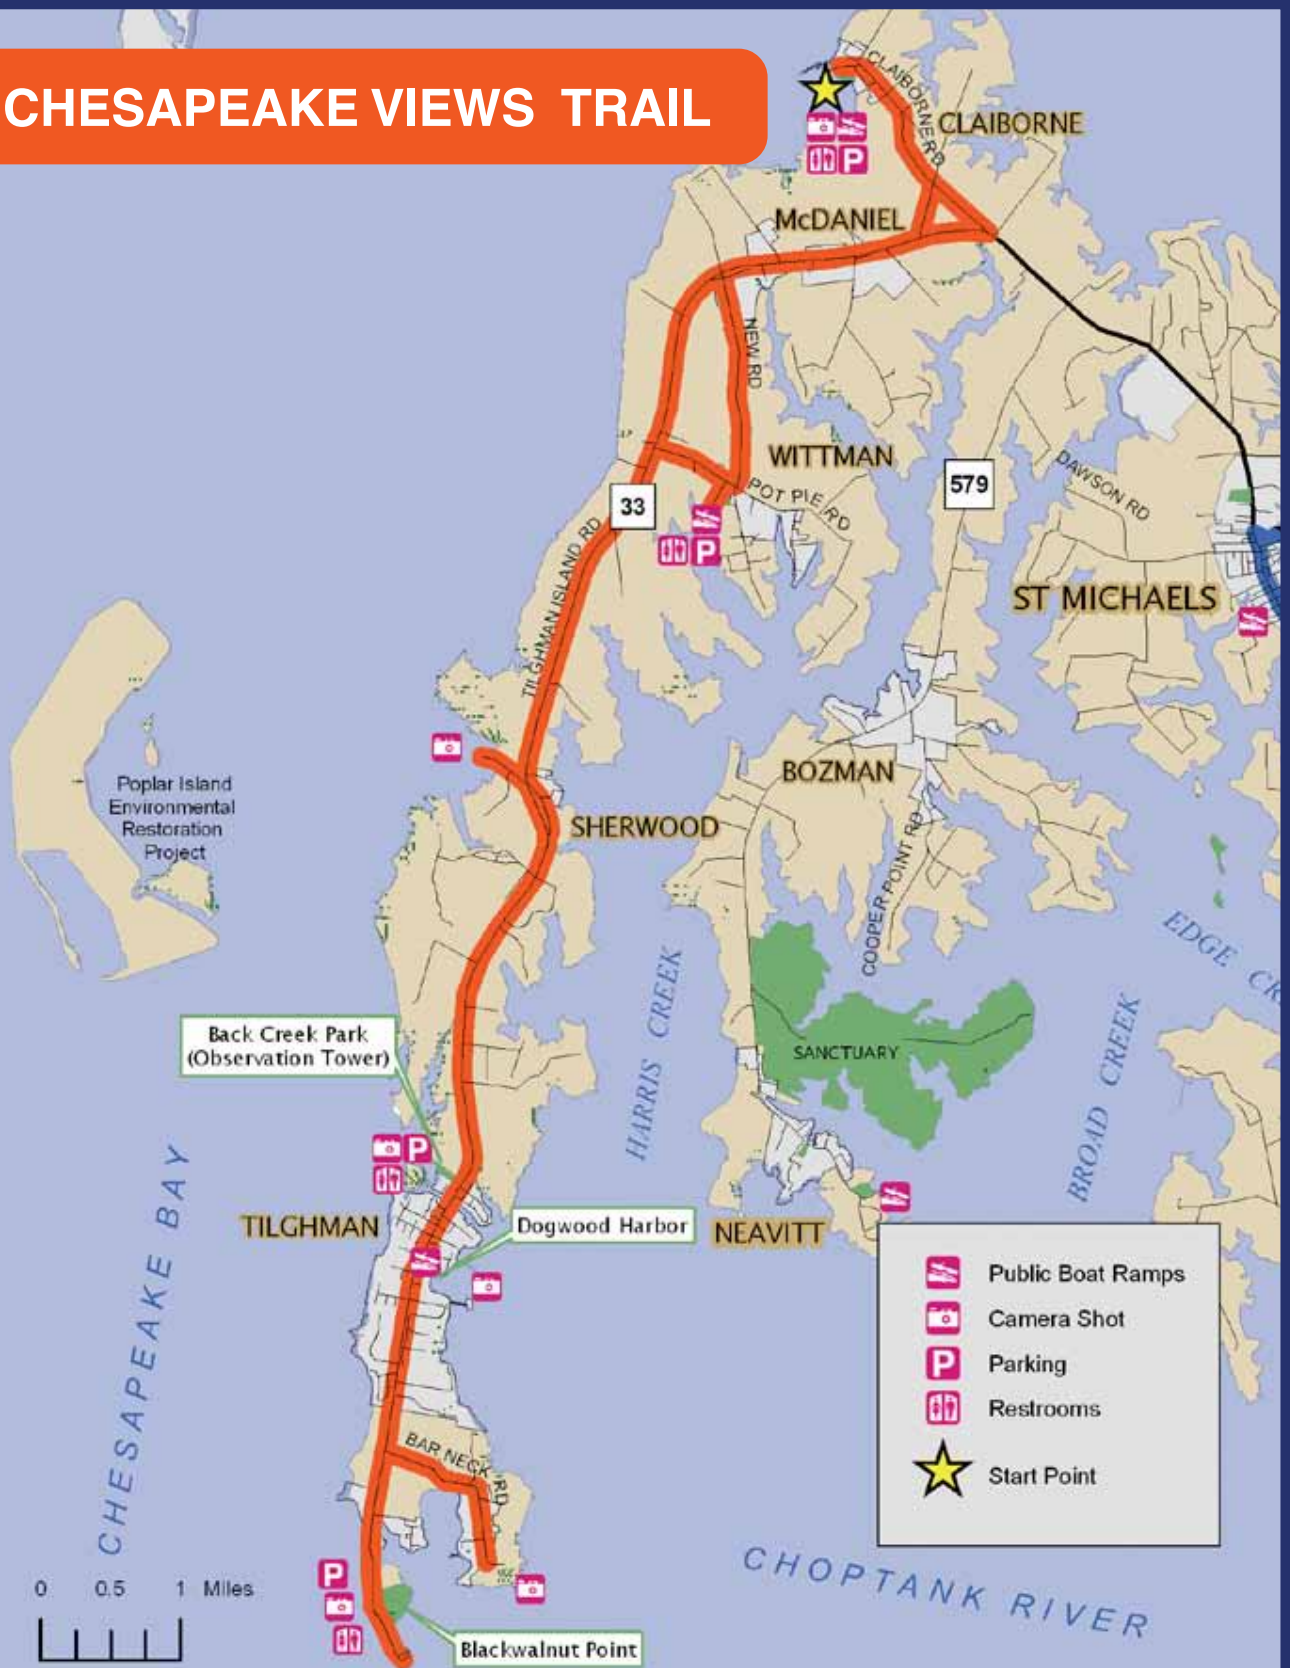 CHESAPEAKE VIEWS TRAIL
CLAIBORNE RD
CLAIBORNE
P
McDANIEL
NEW RD
WITTMAN
579
DAWSON RD
POT PIE RD
33
P
TILGHMAN ISLAND RD
ST MICHAELS
Poplar Island
Environmental
Restoration
Project
BOZMAN
SHERWOOD
COOPER POINT RD
EDGE CR
HARRIS CREEK
BROAD CREEK
Back Creek Park
(Observation Tower)
SANCTUARY
P
CHESAPEAKE BAY
TILGHMAN
Dogwood Harbor
NEAVITT
Public Boat Ramps
Camera Shot
P
Parking
Restrooms
Start Point
BAR NECK RD
CHOPTANK RIVER
P
0 0.5 1 Miles
Blackwalnut Point